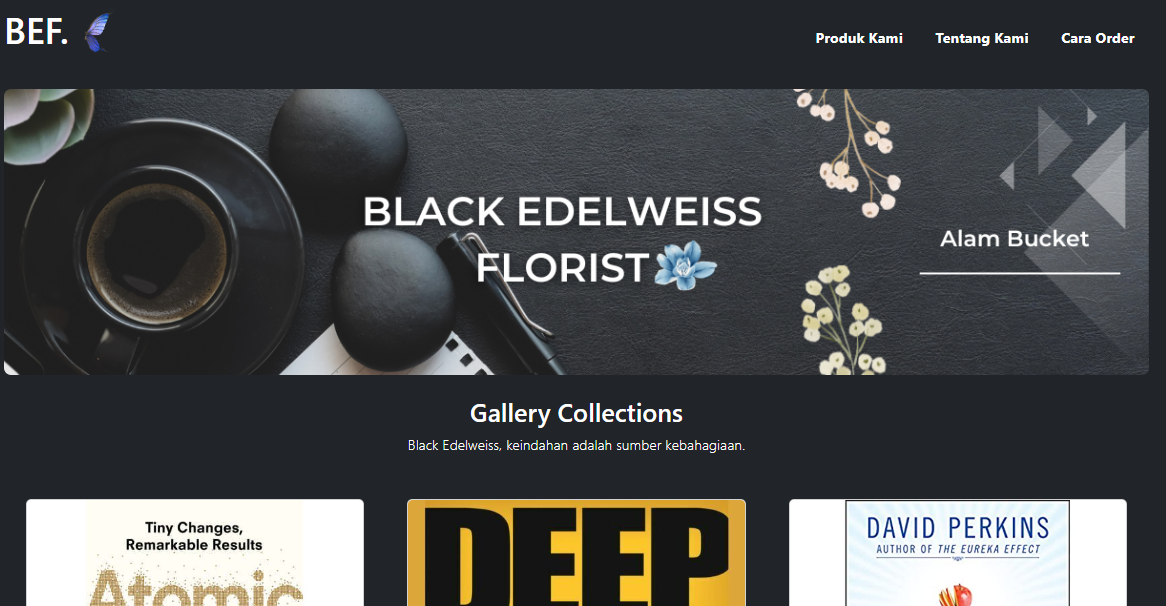 BEF.
Produk Kami
Tentang Kami
Cara Order
BLACK EDELWEISS
FLORIST
Alam Bucket
Gallery Collections
Black Edelweiss, keindahan adalah sumber kebahagiaan.
Tiny Changes,
Remarkable Results
Atomic
DEEP
DAVID PERKINS
AUTHOR OF THE EUREKA EFFECT